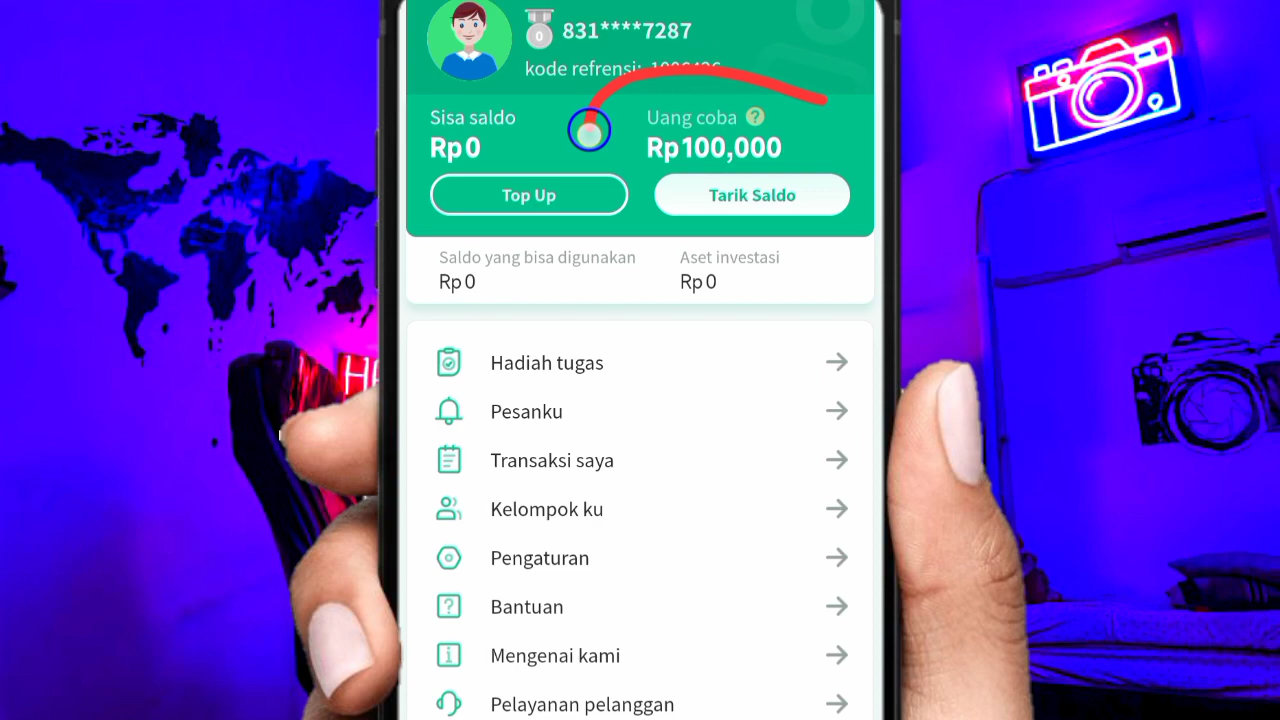 0
831****7287
kode refrensi:
Sisa saldo
Uang coba ?
Rp0
Rp100,000
Top Up
Tarik Saldo
Saldo yang bisa digunakan
Aset investasi
Rp0
Rp0
Hadiah tugas
Pesanku
Transaksi saya
Kelompok ku
Pengaturan
Bantuan
Mengenai kami
Pelayanan pelanggan